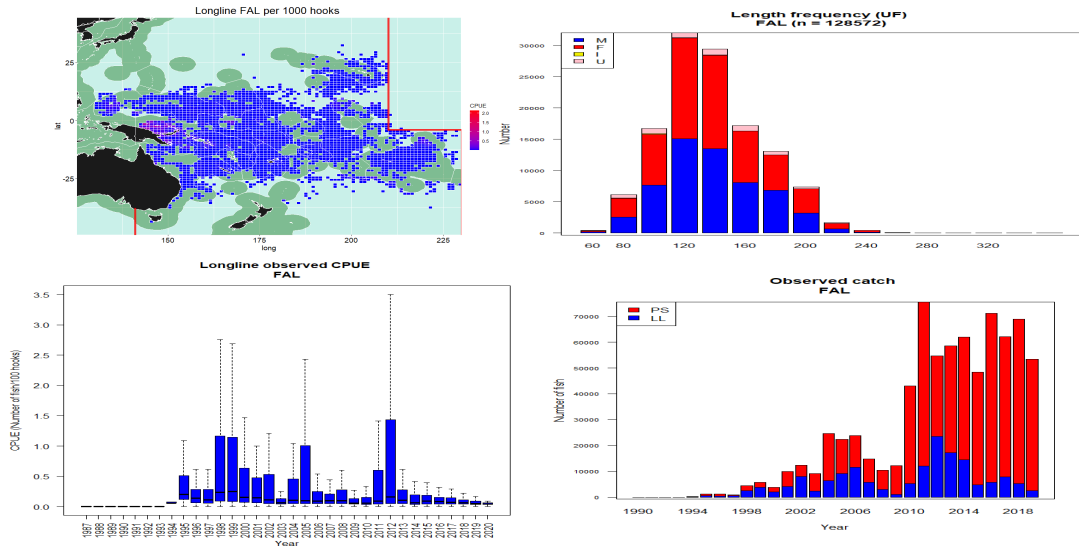 Longline FAL per 1000 hooks
25
0
-25
lat
150
175
200
225
long
CPUE
2.0
1.5
1.0
0.5
Length frequency (UF)
FAL (n = 128572)
M
F
I
U
30000
25000
20000
15000
10000
5000
0
Number
60 80 120 160 200 240 280 320
Longline observed CPUE
FAL
3.5
3.0
2.5
2.0
1.5
1.0
0.5
0.0
CPUE (Number of fish/100 hooks)
1987 1988 1989 1990 1991 1992 1993 1994 1995 1996 1997 1998 1999 2000 2001 2002 2003 2004 2005 2006 2007 2008 2009 2010 2011 2012 2013 2014 2015 2016 2017 2018 2019 2020
Year
Observed catch
FAL
PS
LL
70000
60000
50000
40000
30000
20000
10000
0
Number of fish
1990 1994 1998 2002 2006 2010 2014 2018
Year